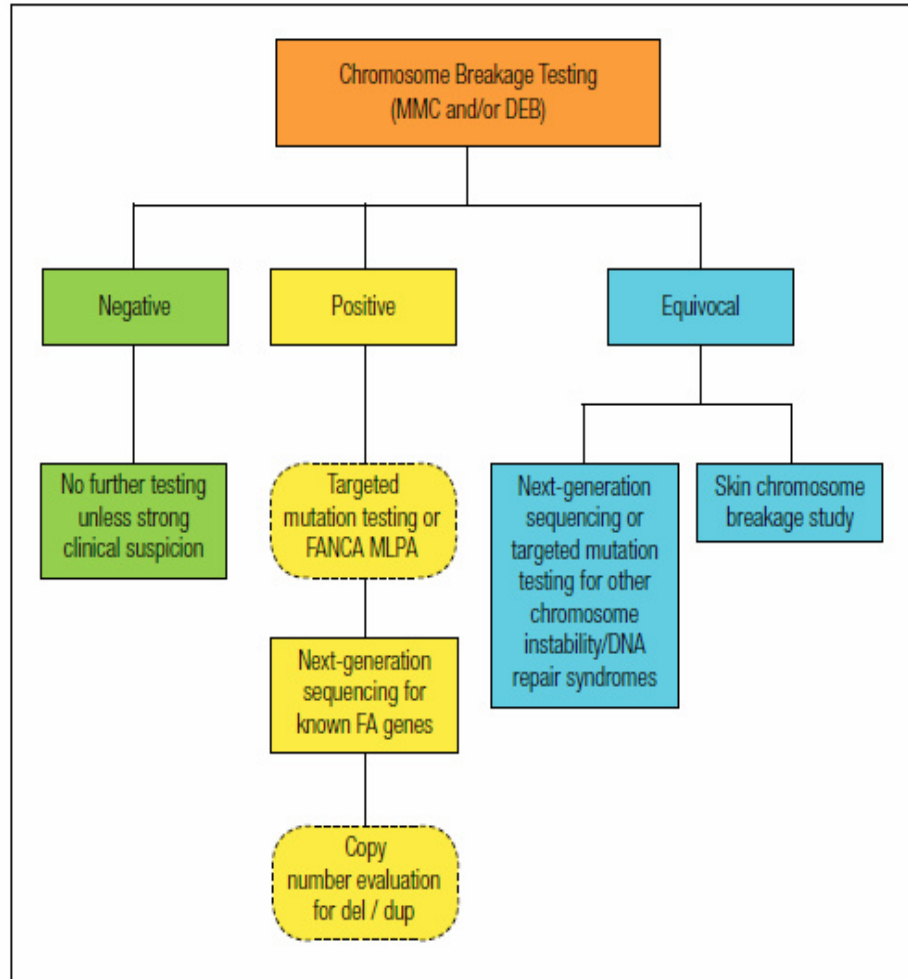 Chromosome Breakage Testing
(MMC and/or DEB)
Negative
Positive
Equivocal
No further testing
unless strong
clinical suspicion
Targeted
mutation testing or
FANCA MLPA
Next-generation
sequencing or
targeted mutation
testing for other
chromosome
instability/DNA
repair syndromes
Skin chromosome
breakage study
Next-generation
sequencing for
known FA genes
Copy
number evaluation
for del / dup